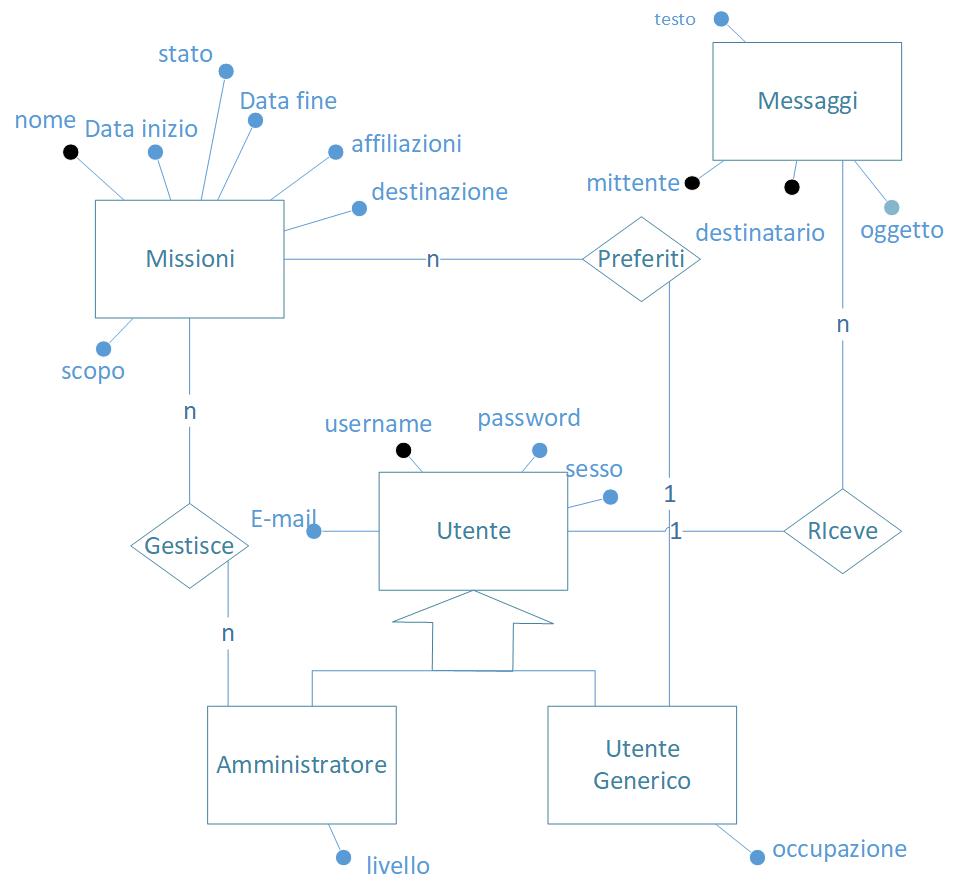 testo
stato
Messaggi
Data fine
nome
Data inizio
affiliazioni
mittente
destinazione
destinatario
oggetto
Missioni
n
Preferiti
n
scopo
n
username
password
sesso
1
E-mail
Utente
1
RIceve
Gestisce
n
Amministratore
Utente
Generico
livello
occupazione